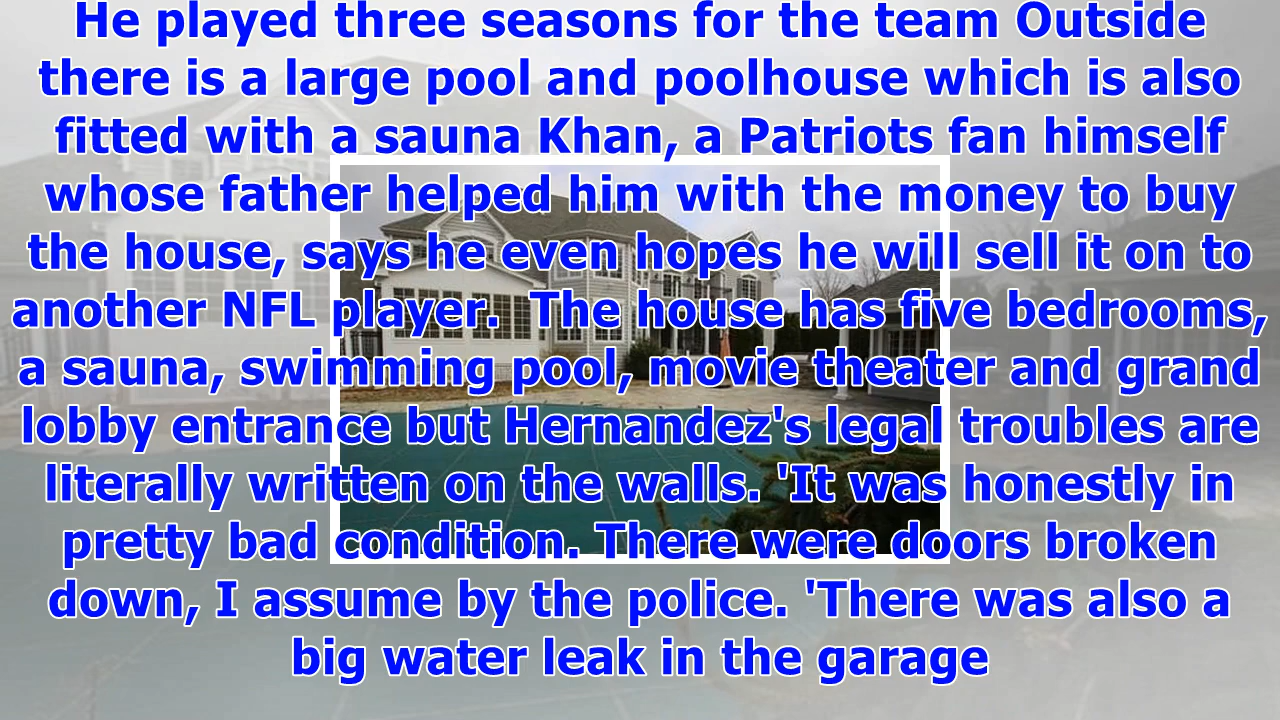 He played three seasons for the team Outside
there is a large pool and poolhouse which is also
fitted with a sauna Khan, a Patriots fan himself
whose father helped him with the money to buy
the house, says he even hopes he will sell it on to
another NFL player.  The house has five bedrooms,
a sauna, swimming pool, movie theater and grand
lobby entrance but Hernandez's legal troubles are
literally written on the walls. 'It was honestly in
pretty bad condition. There were doors broken
down, I assume by the police. 'There was also a
big water leak in the garage